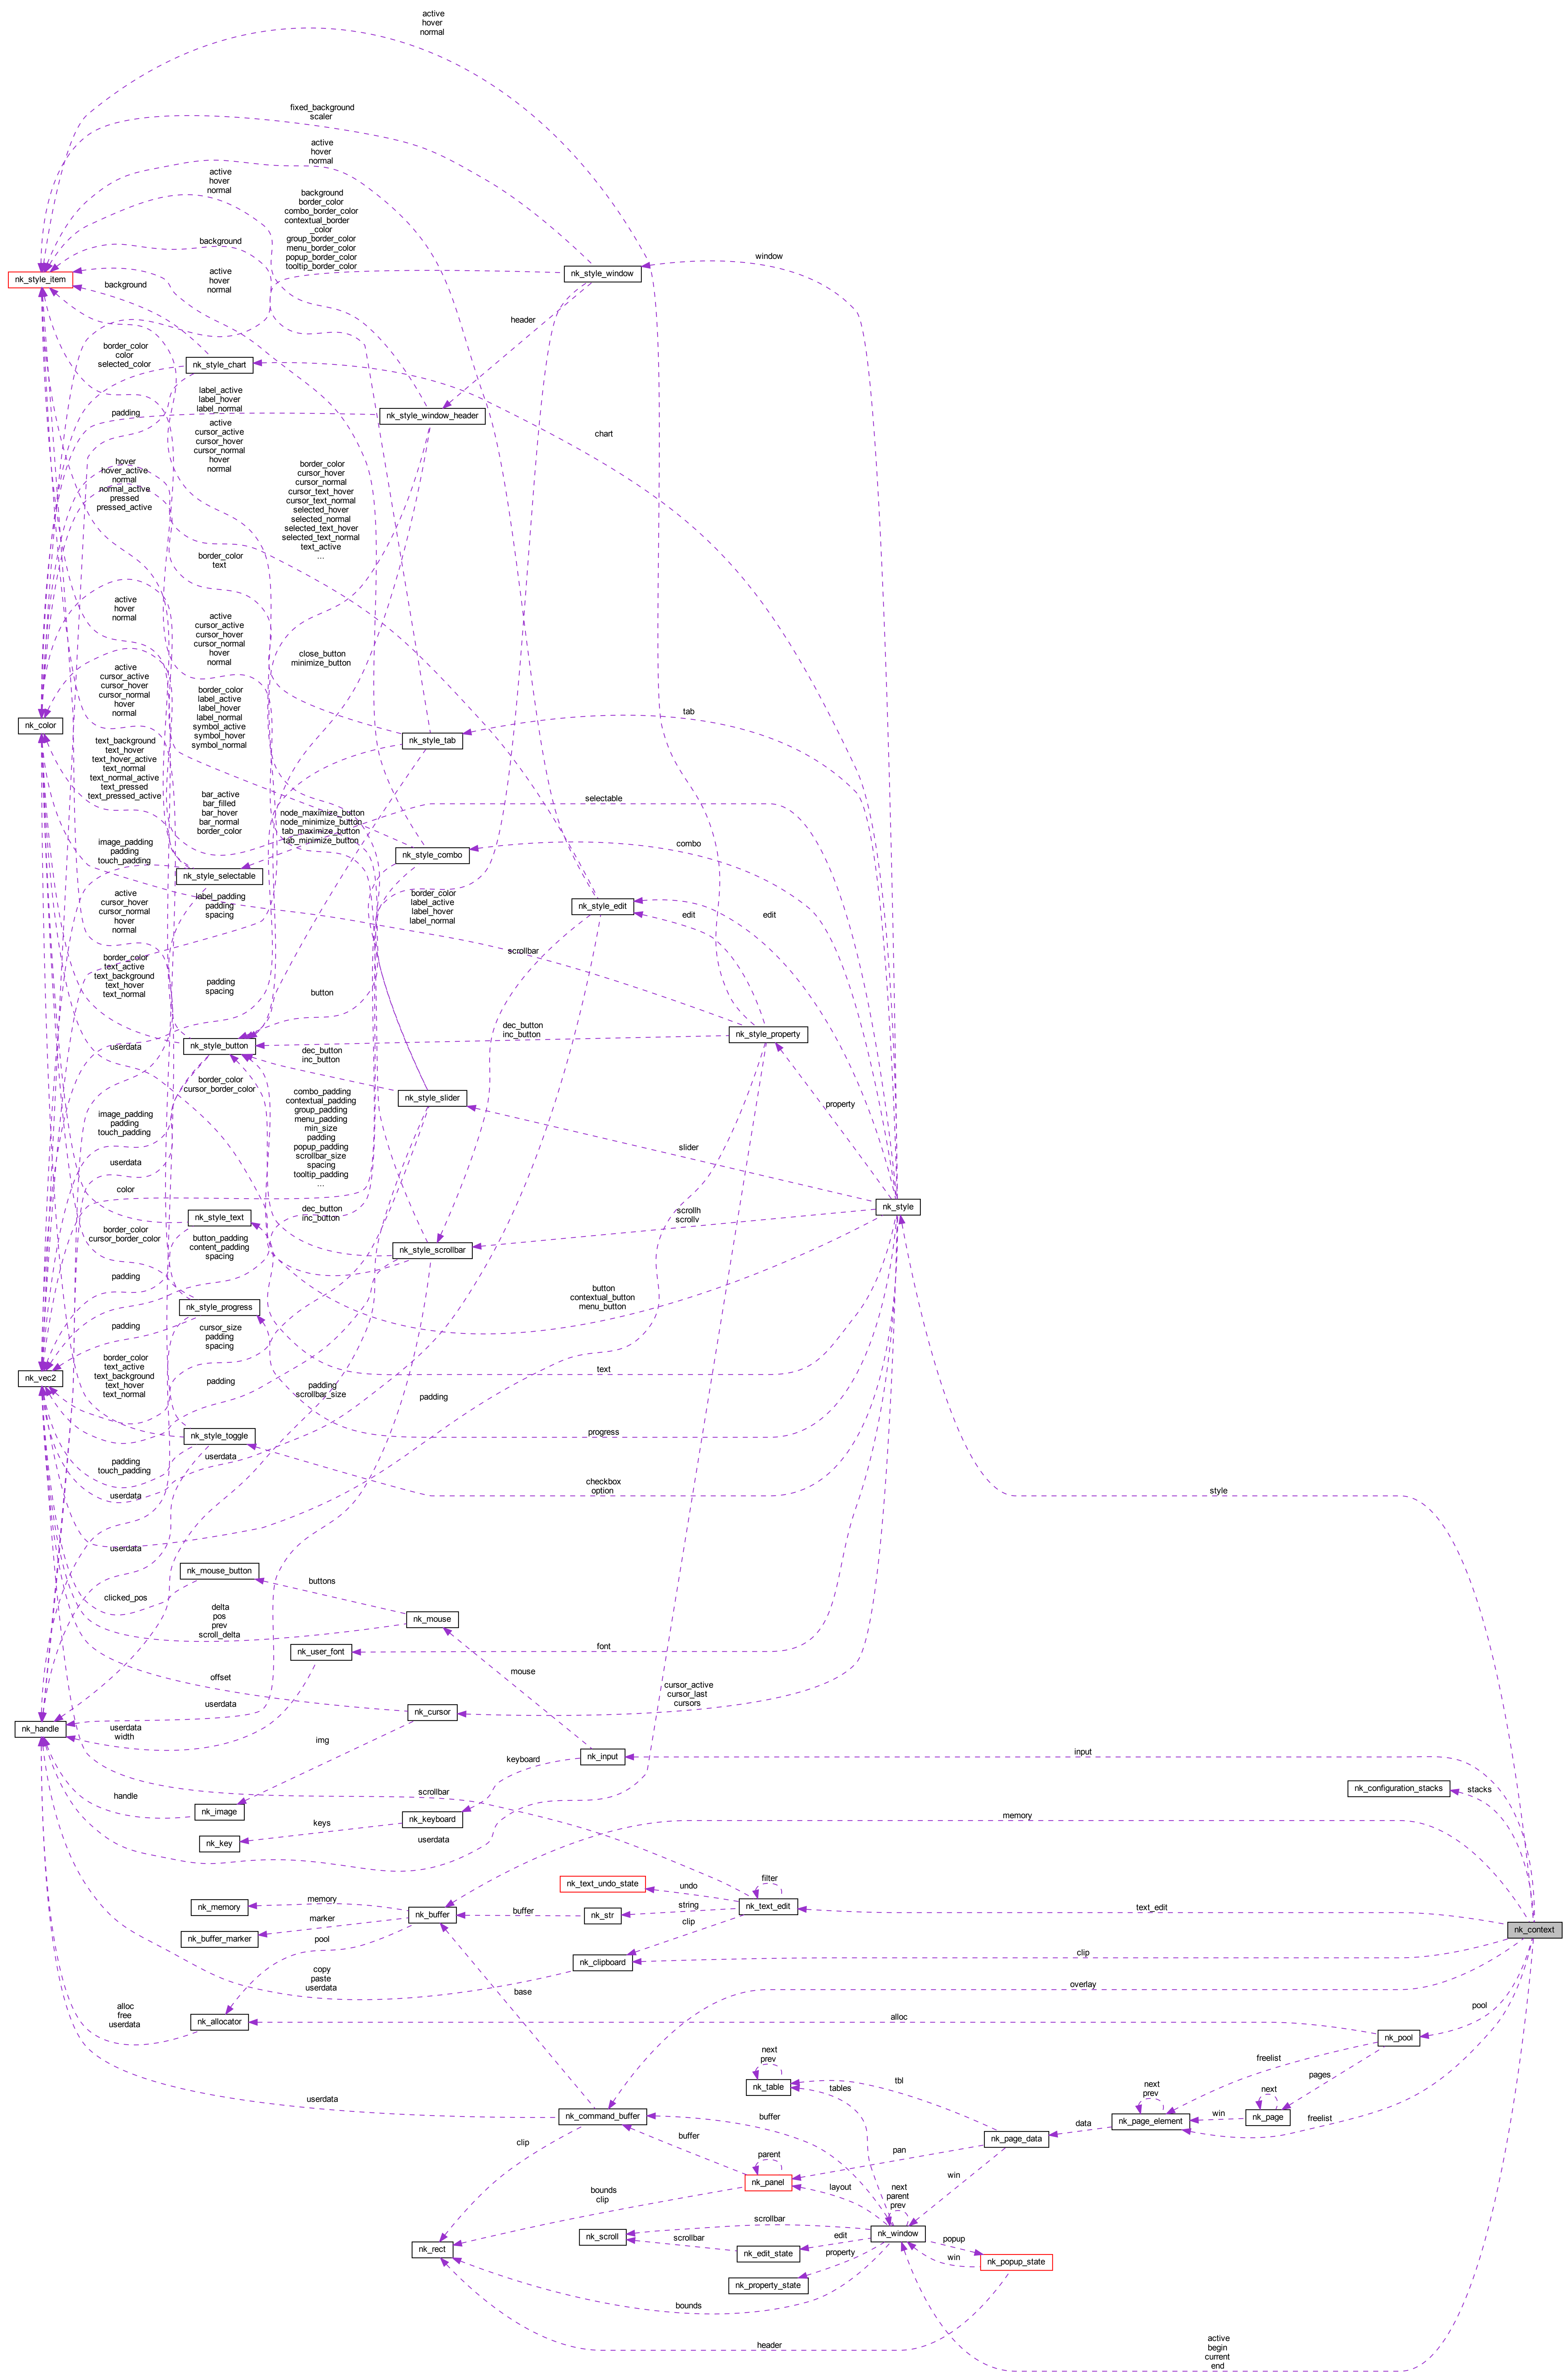 active
hover
normal
fixed_background
scaler
active
hover
normal
active
hover
normal
background
border_color
combo_border_color
contextual_border
_color
group_border_color
menu_border_color
popup_border_color
tooltip_border_color
background
window
nk_style_window
nk_style_item
active
hover
normal
background
header
border_color
color
selected_color
nk_style_chart
label_active
label_hover
label_normal
nk_style_window_header
padding
chart
active
cursor_active
cursor_hover
cursor_normal
hover
normal
hover
hover_active
normal
normal_active
pressed
pressed_active
border_color
cursor_hover
cursor_normal
cursor_text_hover
cursor_text_normal
selected_hover
selected_normal
selected_text_hover
selected_text_normal
text_active
...
border_color
text
active
hover
normal
active
cursor_active
cursor_hover
cursor_normal
hover
normal
close_button
minimize_button
active
cursor_active
cursor_hover
cursor_normal
hover
normal
border_color
label_active
label_hover
label_normal
symbol_active
symbol_hover
symbol_normal
tab
nk_color
nk_style_tab
text_background
text_hover
text_hover_active
text_normal
text_normal_active
text_pressed
text_pressed_active
bar_active
bar_filled
bar_hover
bar_normal
border_color
node_maximize_button
node_minimize_button
tab_maximize_button
tab_minimize_button
selectable
combo
nk_style_combo
image_padding
padding
touch_padding
nk_style_selectable
label_padding
padding
spacing
border_color
label_active
label_hover
label_normal
nk_style_edit
edit
edit
active
cursor_hover
cursor_normal
hover
normal
scrollbar
border_color
text_active
text_background
text_hover
text_normal
padding
spacing
button
dec_button
inc_button
nk_style_property
userdata
nk_style_button
dec_button
inc_button
border_color
cursor_border_color
combo_padding
contextual_padding
group_padding
menu_padding
min_size
padding
popup_padding
scrollbar_size
spacing
tooltip_padding
...
nk_style_slider
property
image_padding
padding
touch_padding
slider
userdata
color
nk_style
nk_style_text
dec_button
inc_button
scrollh
scrollv
border_color
cursor_border_color
button_padding
content_padding
spacing
nk_style_scrollbar
padding
button
contextual_button
menu_button
nk_style_progress
padding
cursor_size
padding
spacing
nk_vec2
border_color
text_active
text_background
text_hover
text_normal
padding
padding
scrollbar_size
padding
text
progress
nk_style_toggle
padding
touch_padding
userdata
userdata
checkbox
option
style
userdata
nk_mouse_button
clicked_pos
buttons
delta
pos
prev
scroll_delta
nk_mouse
nk_user_font
font
mouse
offset
userdata
cursor_active
cursor_last
cursors
nk_cursor
nk_handle
userdata
width
img
keyboard
nk_input
input
handle
nk_image
scrollbar
nk_configuration_stacks
stacks
nk_keyboard
keys
nk_key
userdata
memory
nk_text_undo_state
undo
filter
nk_memory
memory
nk_buffer
buffer
nk_str
string
nk_text_edit
text_edit
marker
nk_buffer_marker
clip
nk_context
pool
clip
nk_clipboard
copy
paste
userdata
base
overlay
alloc
free
userdata
nk_allocator
alloc
pool
nk_pool
next
prev
nk_table
tbl
tables
freelist
pages
next
prev
next
userdata
nk_command_buffer
buffer
nk_page_element
win
nk_page
freelist
data
nk_page_data
clip
buffer
parent
pan
nk_panel
win
bounds
clip
layout
next
parent
prev
scrollbar
nk_scroll
nk_window
edit
popup
nk_rect
scrollbar
nk_edit_state
property
win
nk_popup_state
nk_property_state
bounds
header
active
begin
current
end